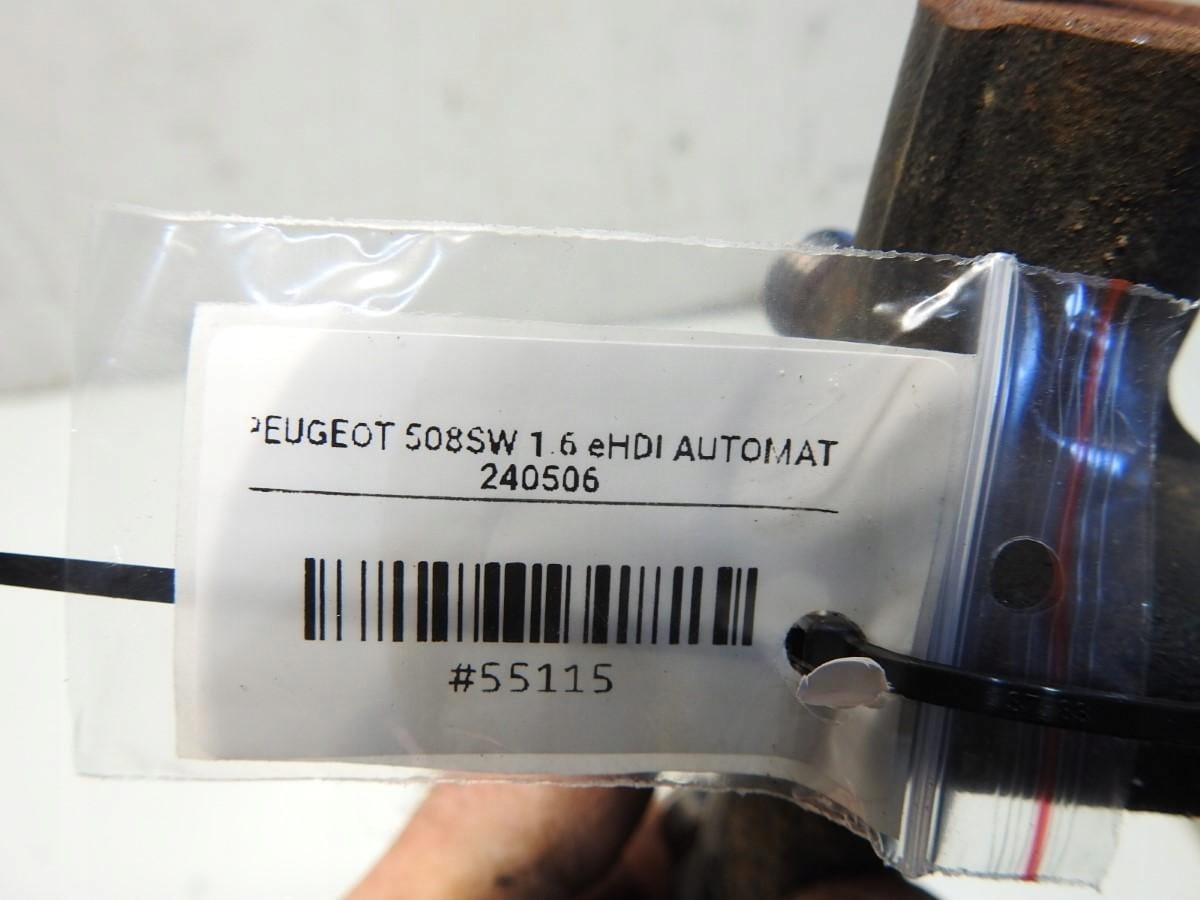 PEUGEOT 508SW 1.6 eHDI AUTOMAT
240506
#55115